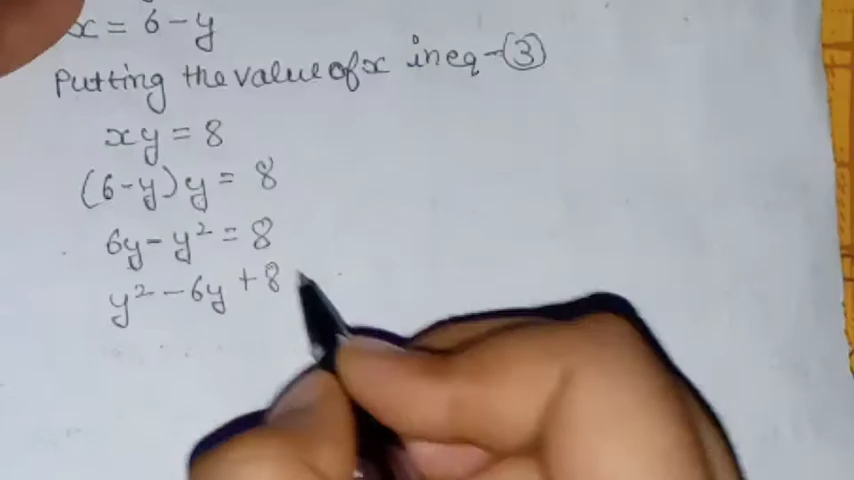 x = 6 - y
Putting the value of x in eq - (3)
xy = 8
(6-y)y = 8
6y - y² = 8
y² - 6y + 8